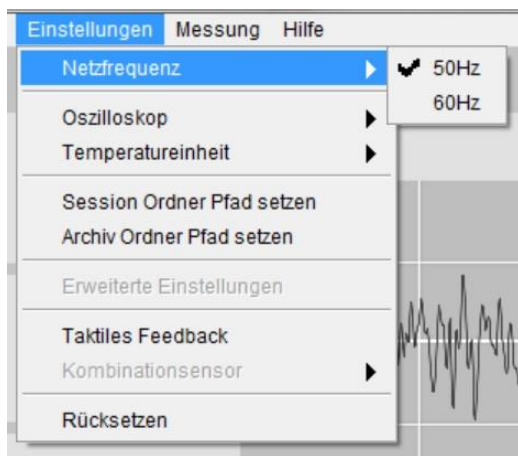 Einstellungen Messung Hilfe
Netzfrequenz
50Hz
60Hz
Oszilloskop
Temperatureinheit
Session Ordner Pfad setzen
Archiv Ordner Pfad setzen
Erweiterte Einstellungen
Taktiles Feedback
Kombinationsensor
Rücksetzen